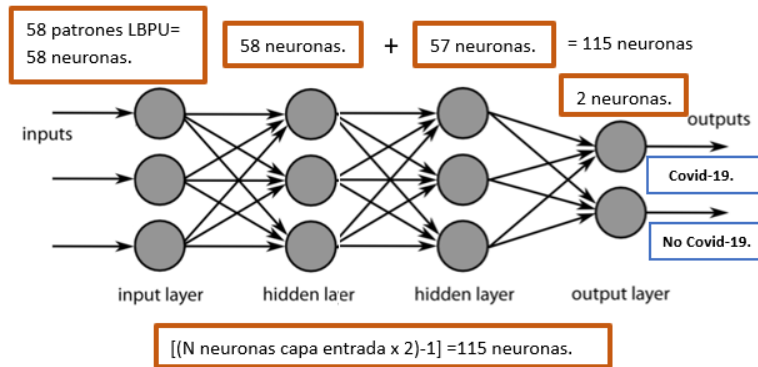 58 patrones LBPU=
58 neuronas.
58 neuronas.
+
57 neuronas.
= 115 neuronas
2 neuronas.
inputs
outputs
Covid-19.
No Covid-19.
input layer
hidden laer
hidden layer
output layer
[(N neuronas capa entrada x 2)-1] =115 neuronas.